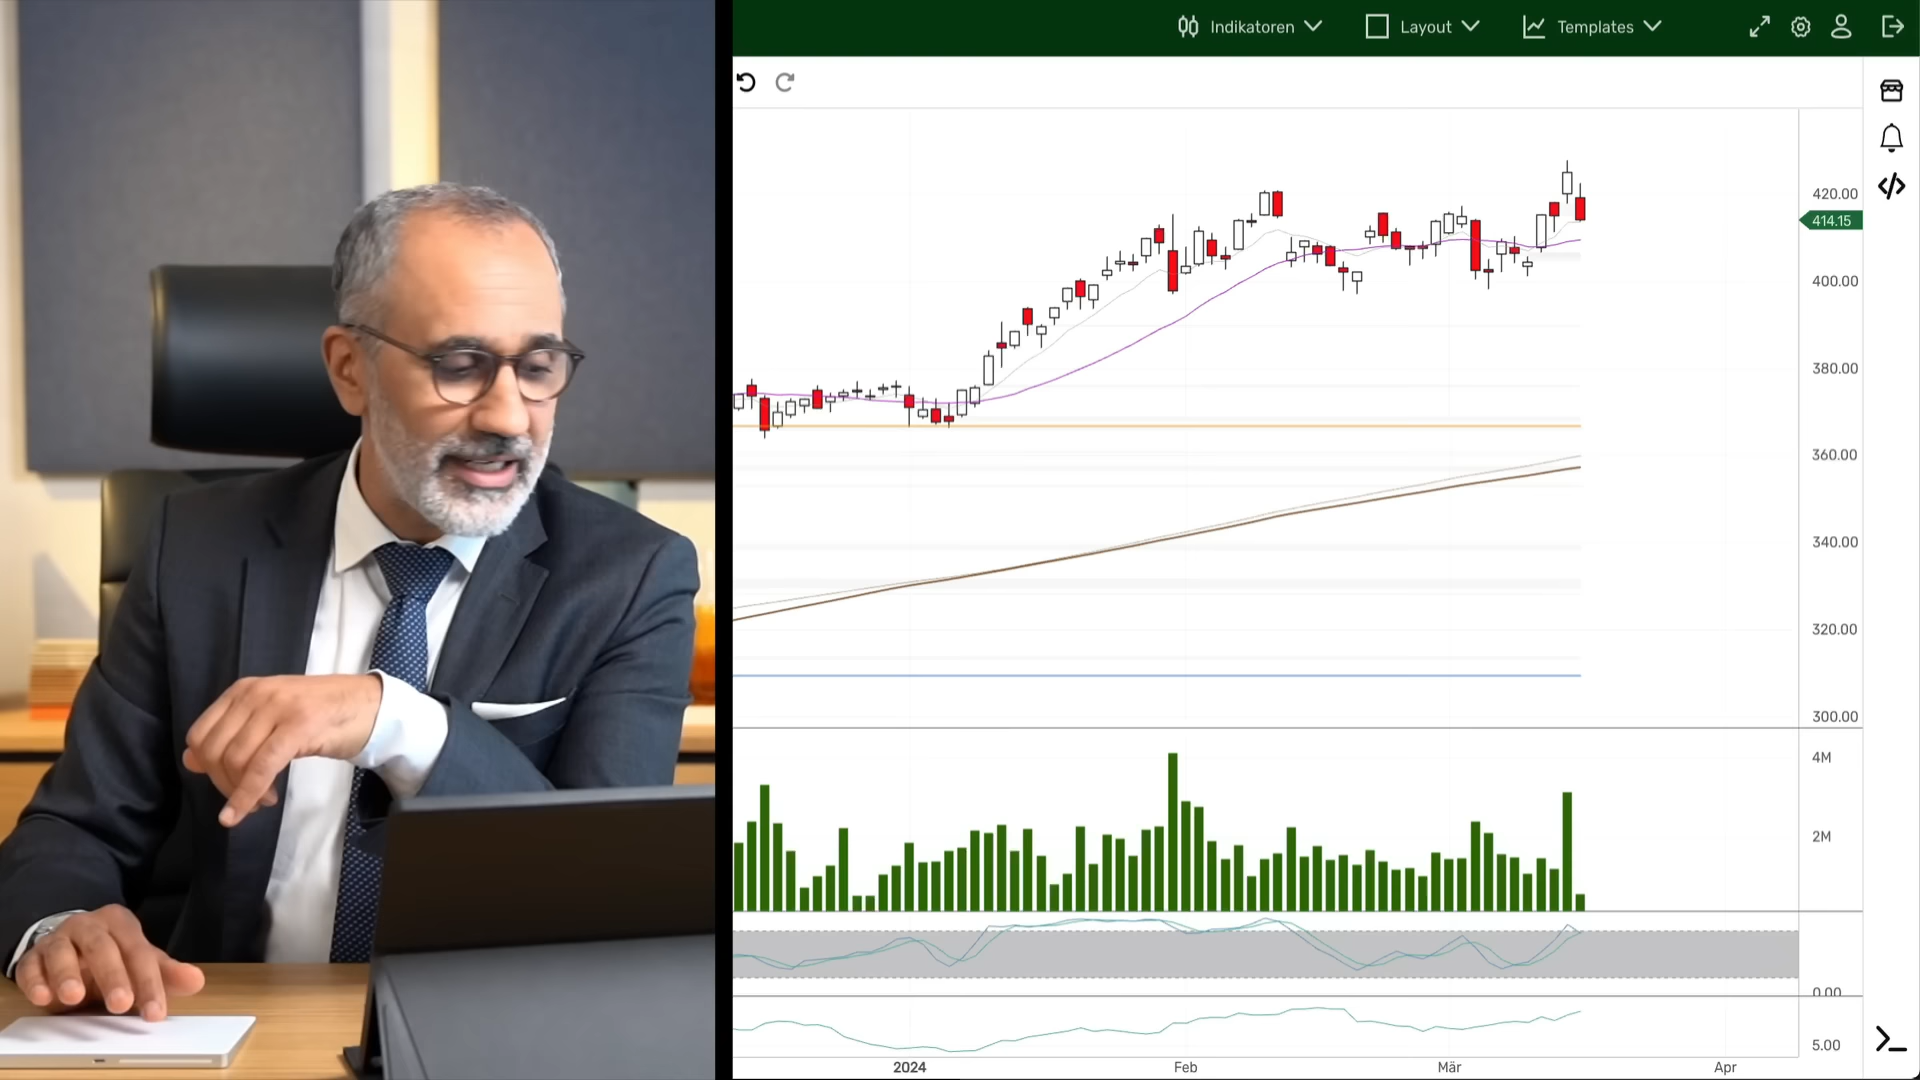 Indikatoren
Layout
Templates
420.00
414.15
400.00
380.00
360.00
340.00
320.00
300.00
4M
2M
0.00
5.00
2024
Feb
Mär
Apr